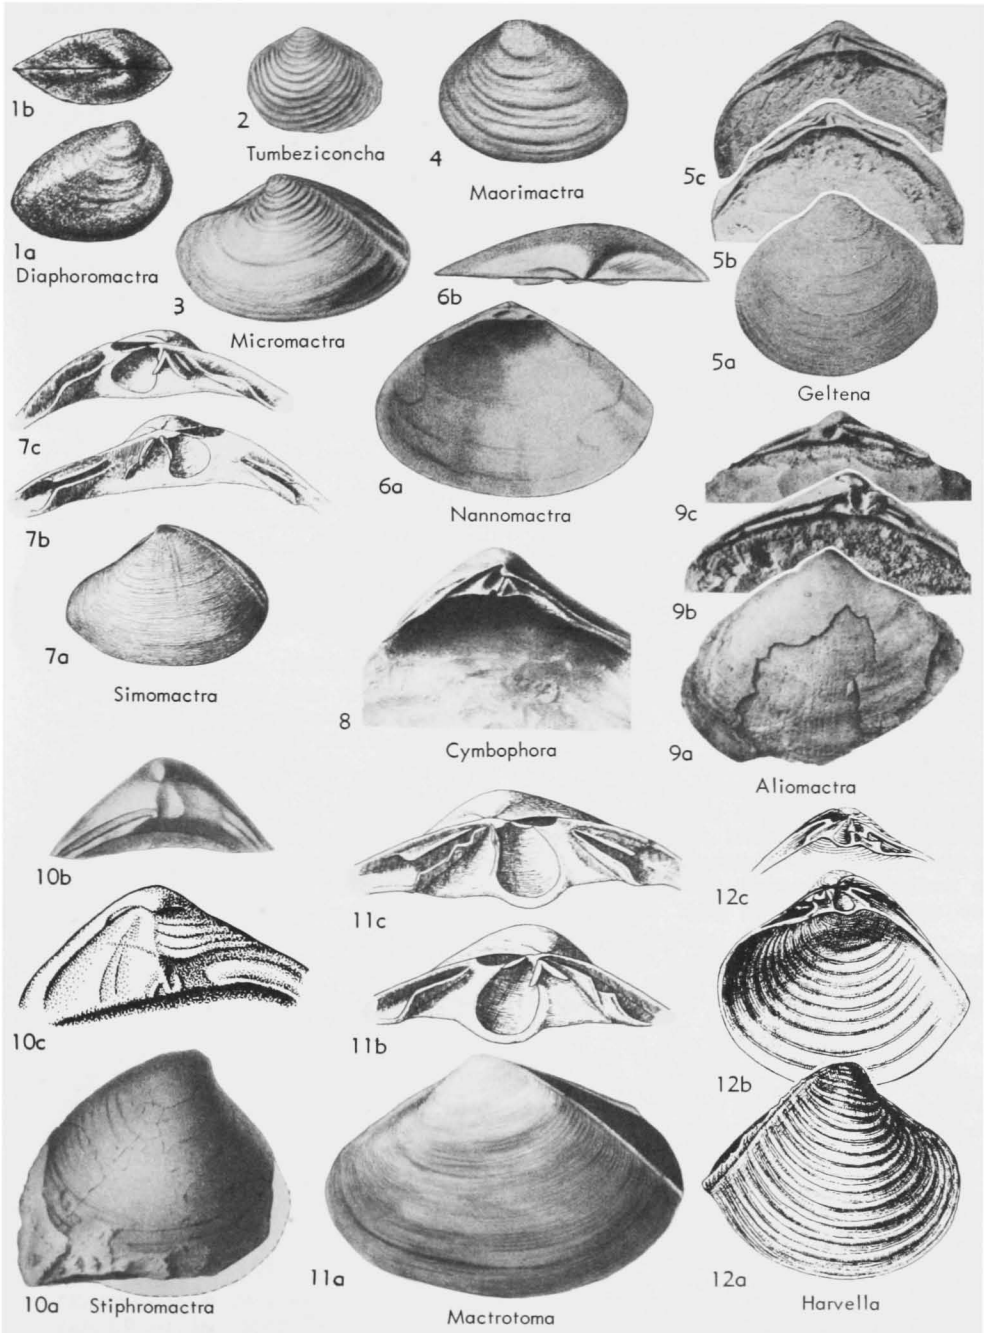 1b
1a
Diaphoromactra
2
Tumbeziconcha
3
Micromactra
4
Maorimactra
5c
5b
5a
Geltena
6b
6a
Nannomactra
7c
7b
7a
Simomactra
8
Cymbophora
9c
9b
9a
Aliomactra
10b
10c
10a
Stiphromactra
11c
11b
11a
Mactrotoma
12c
12b
12a
Harvella